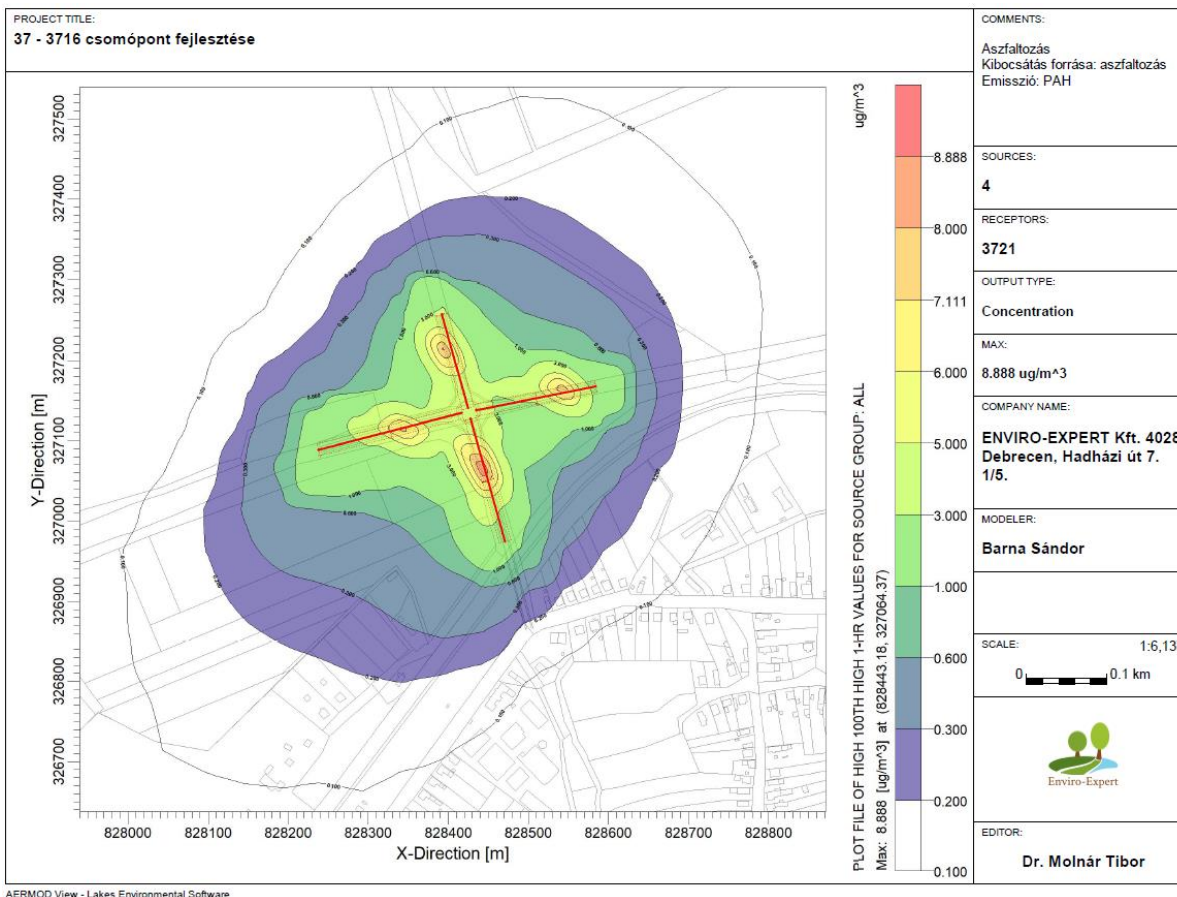 PROJECT TITLE:
37 - 3716 csomópont fejlesztése
COMMENTS:
Aszfaltozás
Kibocsátás forrása: aszfaltozás
Emisszió: PAH
SOURCES:
4
RECEPTORS:
3721
OUTPUT TYPE:
Concentration
MAX:
8.888 ug/m^3
COMPANY NAME:
ENVIRO-EXPERT Kft. 4028
Debrecen, Hadházi út 7.
1/5.
MODELER:
Barna Sándor
SCALE:
1:6,13
0
0.1 km
Enviro-Expert
EDITOR:
Dr. Molnár Tibor
Y-Direction [m]
327500
327400
327300
327200
327100
327000
326900
326800
326700
828000
828100
828200
828300
828400
828500
828600
828700
828800
X-Direction [m]
PLOT FILE OF HIGH 100TH HIGH 1-HR VALUES FOR SOURCE GROUP: ALL
Max: 8.888 [ug/m^3] at (828443.18, 327064.37)
ug/m^3
8.888
8.000
7.111
6.000
5.000
3.000
1.000
0.600
0.300
0.200
0.100
AERMOD View - Lakes Environmental Software